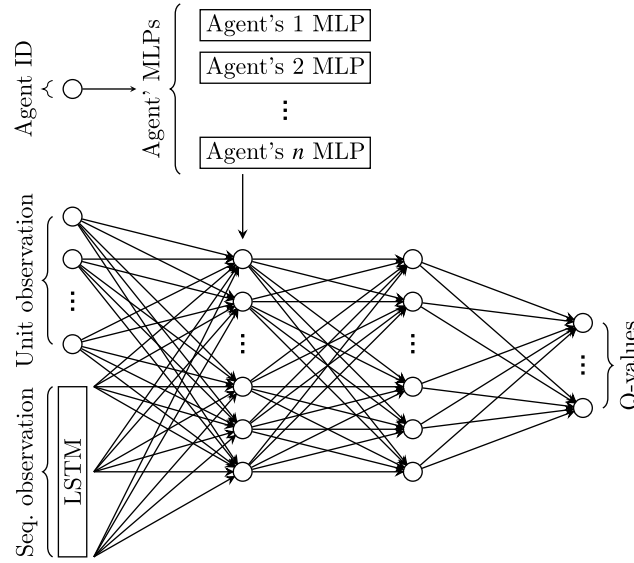 Agent ID
Agent' MLPs
Agent's 1 MLP
Agent's 2 MLP
...
Agent's n MLP
Unit observation
...
...
...
...
Q-values
Seq. observation
LSTM